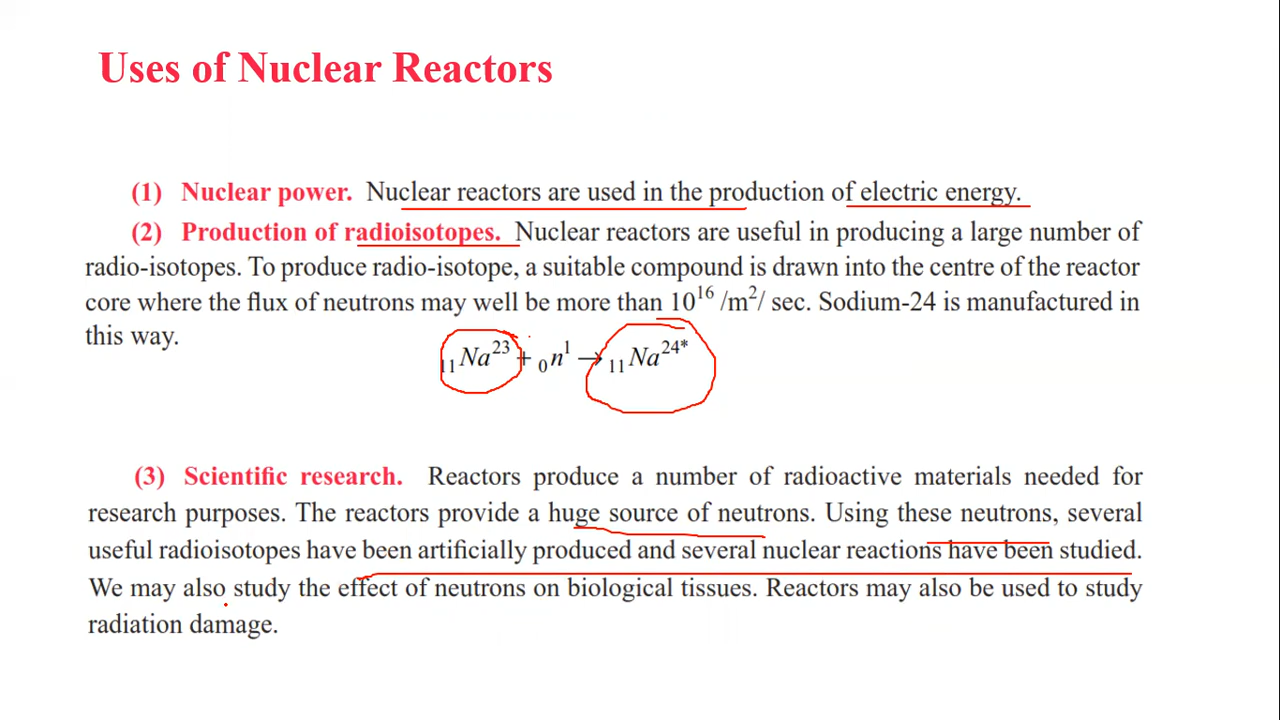 Uses of Nuclear Reactors
(1) Nuclear power. Nuclear reactors are used in the production of electric energy.
(2) Production of radioisotopes. Nuclear reactors are useful in producing a large number of
radio-isotopes. To produce radio-isotope, a suitable compound is drawn into the centre of the reactor
core where the flux of neutrons may well be more than 10¹⁶ /m²/ sec. Sodium-24 is manufactured in
this way.
₁₁Na²³ + ₀n¹ → ₁₁Na²⁴*
(3) Scientific research. Reactors produce a number of radioactive materials needed for
research purposes. The reactors provide a huge source of neutrons. Using these neutrons, several
useful radioisotopes have been artificially produced and several nuclear reactions have been studied.
We may also study the effect of neutrons on biological tissues. Reactors may also be used to study
radiation damage.